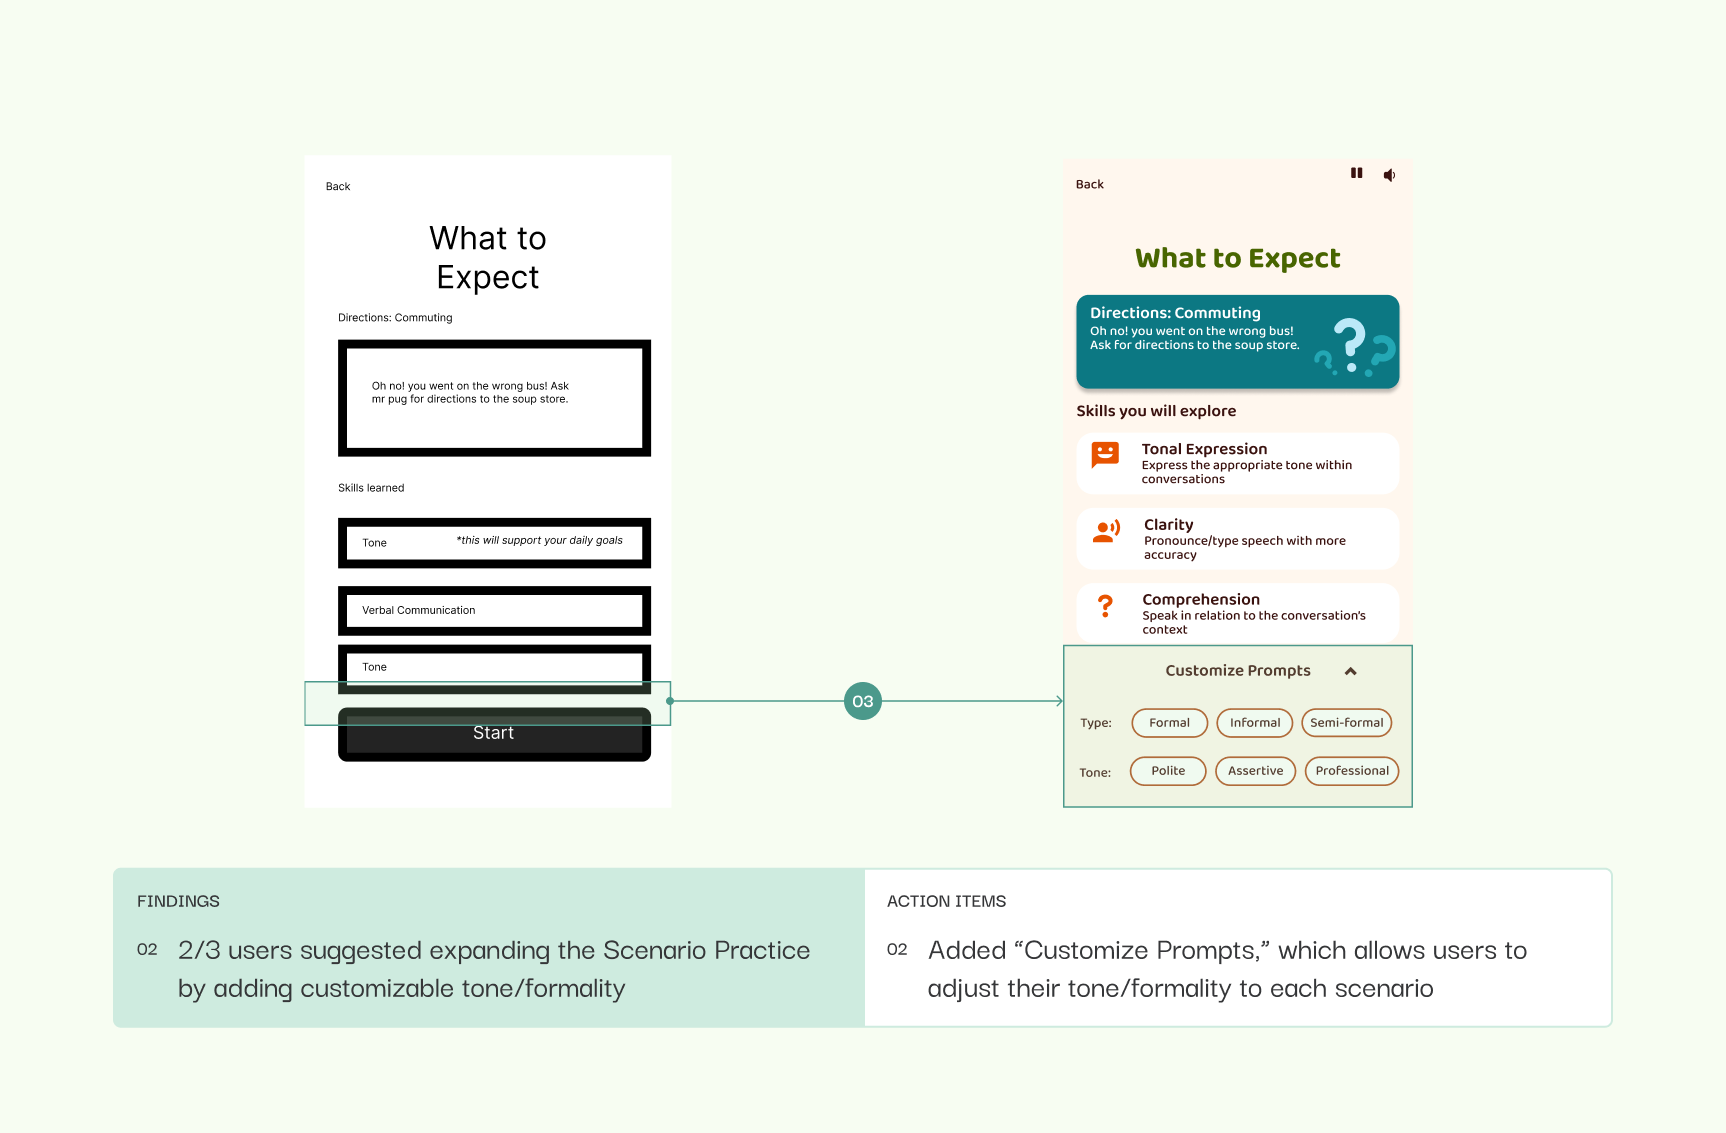 Back
What to
Expect
Directions: Commuting
Oh no! you went on the wrong bus! Ask
mr pug for directions to the soup store.
Skills learned
Tone
*this will support your daily goals
Verbal Communication
Tone
Start
03
Back
What to Expect
Directions: Commuting
Oh no! you went on the wrong bus!
Ask for directions to the soup store.
Skills you will explore
Tonal Expression
Express the appropriate tone within
conversations
Clarity
Pronounce/type speech with more
accuracy
Comprehension
Speak in relation to the conversation's
context
Customize Prompts
Type: Formal Informal Semi-formal
Tone: Polite Assertive Professional
FINDINGS
02 2/3 users suggested expanding the Scenario Practice
by adding customizable tone/formality
ACTION ITEMS
02 Added “Customize Prompts,” which allows users to
adjust their tone/formality to each scenario